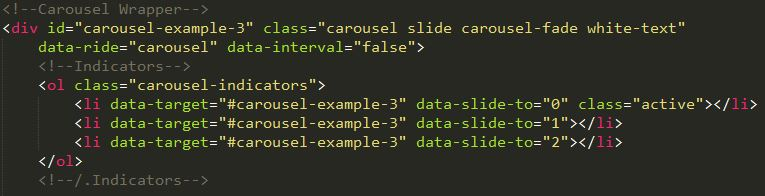 <!--Carousel Wrapper-->
<div id="carousel-example-3" class="carousel slide carousel-fade white-text"
data-ride="carousel" data-interval="false">
<!--Indicators-->
<ol class="carousel-indicators">
<li data-target="#carousel-example-3" data-slide-to="0" class="active"></li>
<li data-target="#carousel-example-3" data-slide-to="1"></li>
<li data-target="#carousel-example-3" data-slide-to="2"></li>
</ol>
<!--/.Indicators-->